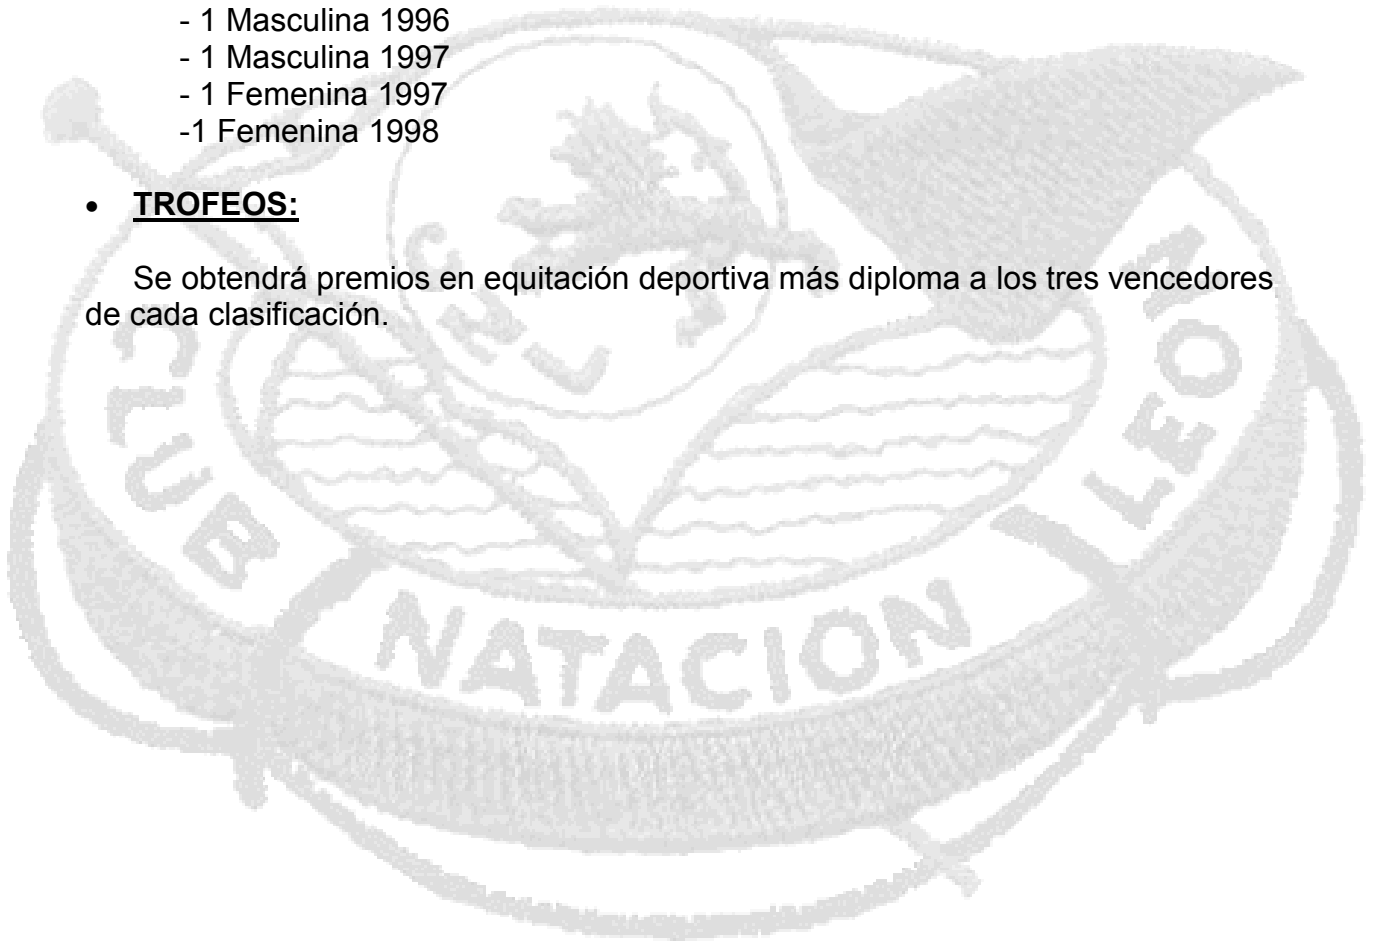 - 1 Masculina 1996
- 1 Masculina 1997
- 1 Femenina 1997
-1 Femenina 1998
• TROFEOS:
Se obtendrá premios en equitación deportiva más diploma a los tres vencedores
de cada clasificación.
CNL
CLUB NATACION LEON